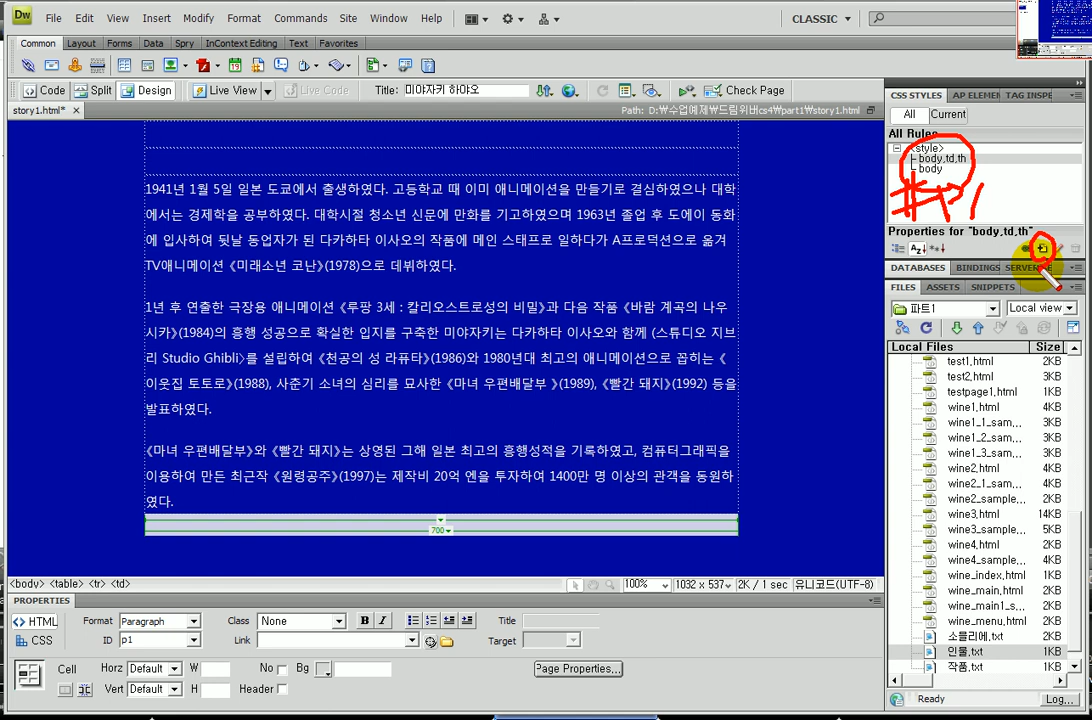 Dw File Edit View Insert Modify Format Commands Site Window Help CLASSIC
Common Layout Forms Data Spry InContext Editing Text Favorites
Code Split Design Live View Live Code Title: 미야자키 하야오 Check Page
story1.html* Path: D:₩수업예제₩드림위버cs4₩part1₩story1.html
1941년 1월 5일 일본 도쿄에서 출생하였다. 고등학교 때 이미 애니메이션을 만들기로 결심하였으나 대학
에서는 경제학을 공부하였다. 대학시절 청소년 신문에 만화를 기고하였으며 1963년 졸업 후 도에이 동화
에 입사하여 뒷날 동업자가 된 다카하타 이사오의 작품에 메인 스태프로 일하다가 A프로덕션으로 옮겨
TV애니메이션 《미래소년 코난》(1978)으로 데뷔하였다.
1년 후 연출한 극장용 애니메이션 《루팡 3세 : 칼리오스트로성의 비밀》과 다음 작품 《바람 계곡의 나우
시카》(1984)의 흥행 성공으로 확실한 입지를 구축한 미야자키는 다카하타 이사오와 함께 (스튜디오 지브
리 Studio Ghibli》를 설립하여 《천공의 성 라퓨타》(1986)와 1980년대 최고의 애니메이션으로 꼽히는 《
이웃집 토토로》(1988), 사춘기 소녀의 심리를 묘사한 《마녀 우편배달부 》(1989), 《빨간 돼지》(1992) 등을
발표하였다.
《마녀 우편배달부》와 《빨간 돼지》는 상영된 그해 일본 최고의 흥행성적을 기록하였고, 컴퓨터그래픽을
이용하여 만든 최근작 《원령공주》(1997)는 제작비 20억 엔을 투자하여 1400만 명 이상의 관객을 동원하
였다.
700
<body> <table> <tr> <td> 100% 1032 x 537 2K / 1 sec 유니코드(UTF-8)
PROPERTIES
HTML Format Paragraph Class None B I Title
CSS ID p1 Link Target
Cell Horz Default W No Bg Page Properties...
Vert Default H Header
CSS STYLES AP ELEMEN TAG INSPE
All Current
All Rules
<style>
body,td,th
body
#p1
Properties for "body,td,th"
DATABASES BINDINGS SERVER
FILES ASSETS SNIPPETS
파트1 Local view
Local Files Size
test1.html 2KB
test2.html 3KB
testpage1.html 1KB
wine1.html 4KB
wine1_1_sam... 2KB
wine1_2_sam... 3KB
wine1_3_sam... 2KB
wine2.html 4KB
wine2_1_sam... 2KB
wine2_sample... 2KB
wine3.html 14KB
wine3_sample... 5KB
wine4.html 2KB
wine4_sample... 2KB
wine_index.html 1KB
wine_main.html 2KB
wine_main1_s... 2KB
wine_menu.html 2KB
소믈리에.txt 2KB
인물.txt 1KB
작품.txt 1KB
Ready Log...